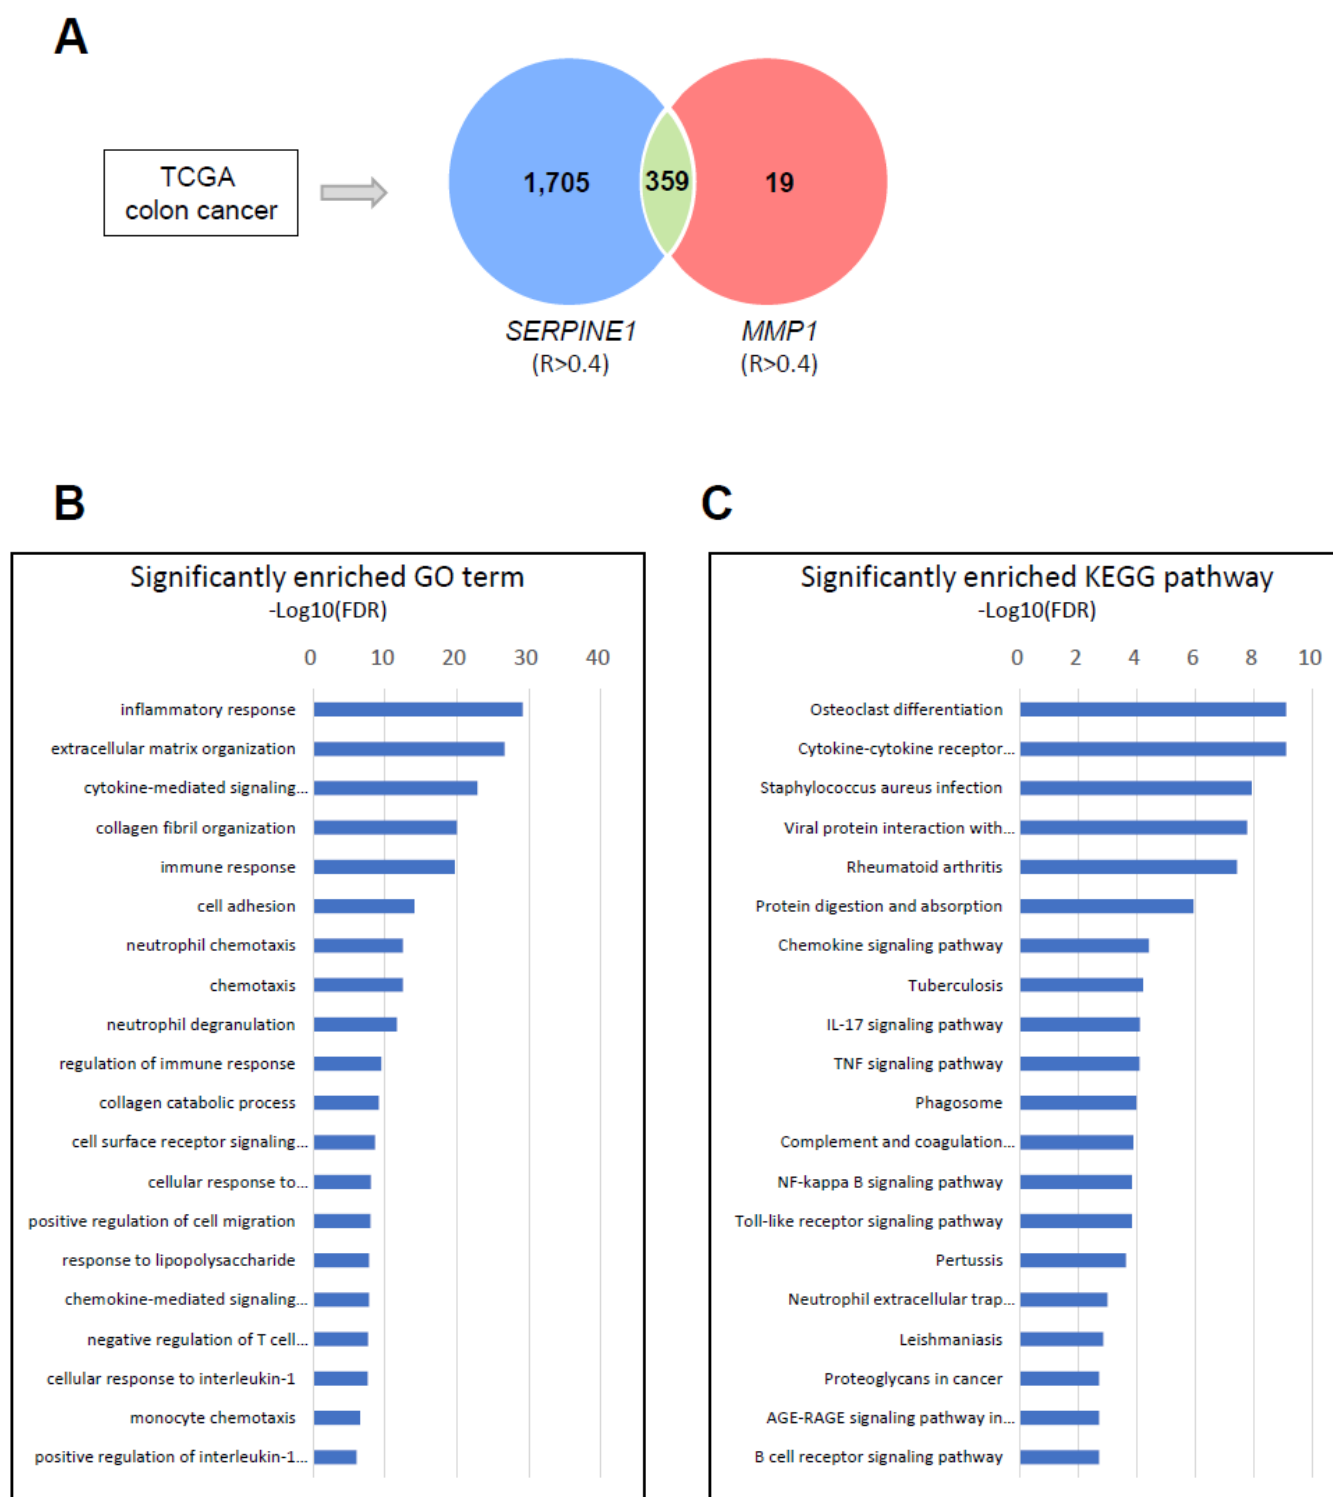 A
TCGA
colon cancer
1,705
359
19
SERPINE1
(R>0.4)
MMP1
(R>0.4)
B
Significantly enriched GO term
-Log10(FDR)
0 10 20 30 40
inflammatory response
extracellular matrix organization
cytokine-mediated signaling...
collagen fibril organization
immune response
cell adhesion
neutrophil chemotaxis
chemotaxis
neutrophil degranulation
regulation of immune response
collagen catabolic process
cell surface receptor signaling...
cellular response to...
positive regulation of cell migration
response to lipopolysaccharide
chemokine-mediated signaling...
negative regulation of T cell...
cellular response to interleukin-1
monocyte chemotaxis
positive regulation of interleukin-1...
C
Significantly enriched KEGG pathway
-Log10(FDR)
0 2 4 6 8 10
Osteoclast differentiation
Cytokine-cytokine receptor...
Staphylococcus aureus infection
Viral protein interaction with...
Rheumatoid arthritis
Protein digestion and absorption
Chemokine signaling pathway
Tuberculosis
IL-17 signaling pathway
TNF signaling pathway
Phagosome
Complement and coagulation...
NF-kappa B signaling pathway
Toll-like receptor signaling pathway
Pertussis
Neutrophil extracellular trap...
Leishmaniasis
Proteoglycans in cancer
AGE-RAGE signaling pathway in...
B cell receptor signaling pathway